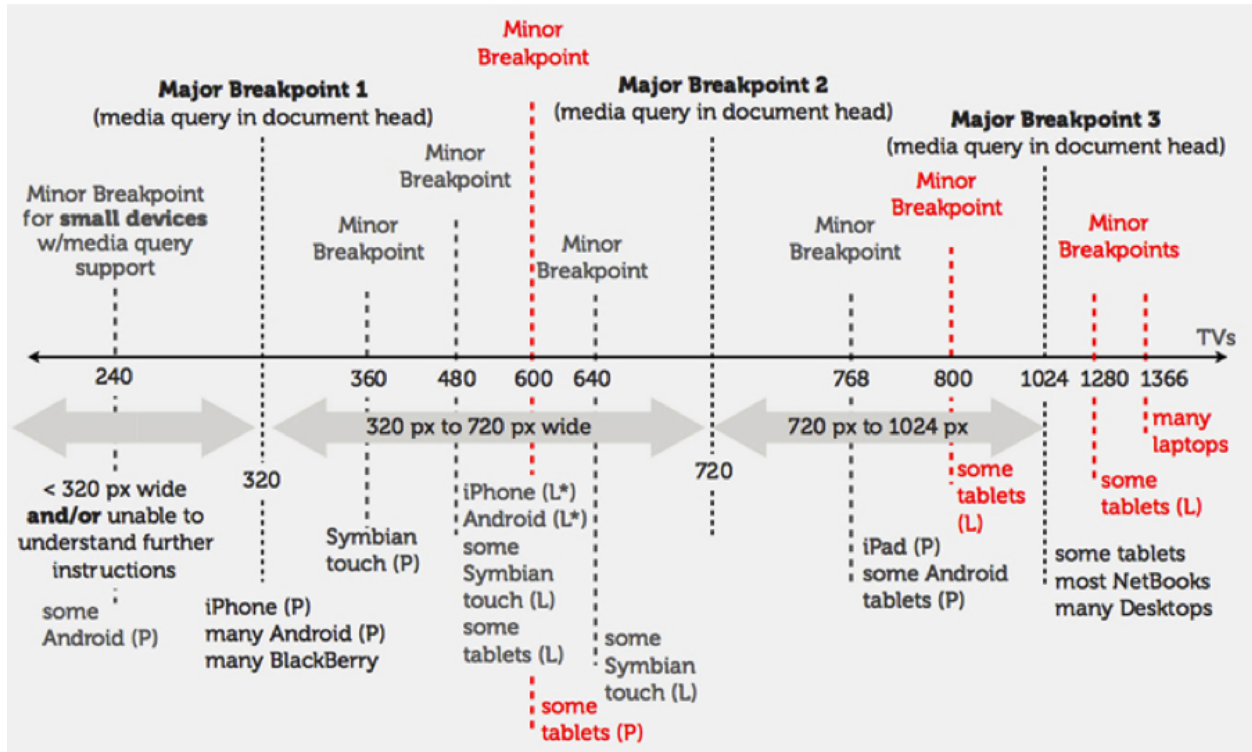 Minor
Breakpoint
Major Breakpoint 1
(media query in document head)
Major Breakpoint 2
(media query in document head)
Major Breakpoint 3
(media query in document head)
Minor Breakpoint
for small devices
w/media query
support
Minor
Breakpoint
Minor
Breakpoint
Minor
Breakpoint
Minor
Breakpoint
Minor
Breakpoint
Minor
Breakpoints
TVs
240
360
480
600
640
768
800
1024
1280
1366
320 px to 720 px wide
720 px to 1024 px
320
720
< 320 px wide
and/or unable to
understand further
instructions
some
Android (P)
iPhone (P)
many Android (P)
many BlackBerry
Symbian
touch (P)
iPhone (L*)
Android (L*)
some
Symbian
touch (L)
some
tablets (L)
some
tablets (P)
some
Symbian
touch (L)
iPad (P)
some Android
tablets (P)
some
tablets
(L)
some tablets
most NetBooks
many Desktops
some
tablets (L)
many
laptops